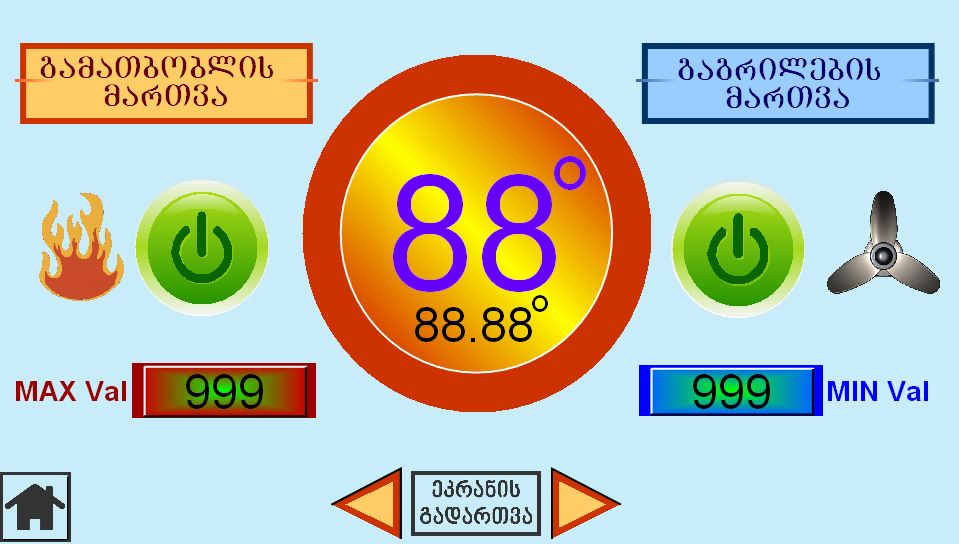 გამათბობლის
მართვა
გაგრილების
მართვა
88°
88.88°
MAX Val
999
999
MIN Val
ეკრანის
გადართვა